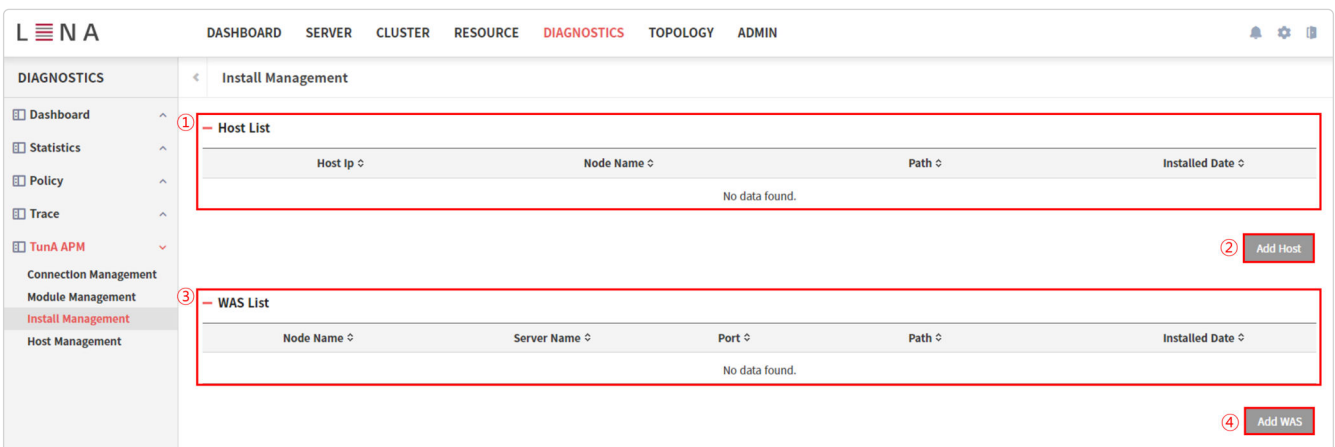 LENA DASHBOARD SERVER CLUSTER RESOURCE DIAGNOSTICS TOPOLOGY ADMIN
DIAGNOSTICS
Install Management
Dashboard
Statistics
Policy
Trace
TunA APM
Connection Management
Module Management
Install Management
Host Management
① Host List
Host Ip Node Name Path Installed Date
No data found.
② Add Host
③ WAS List
Node Name Server Name Port Path Installed Date
No data found.
④ Add WAS